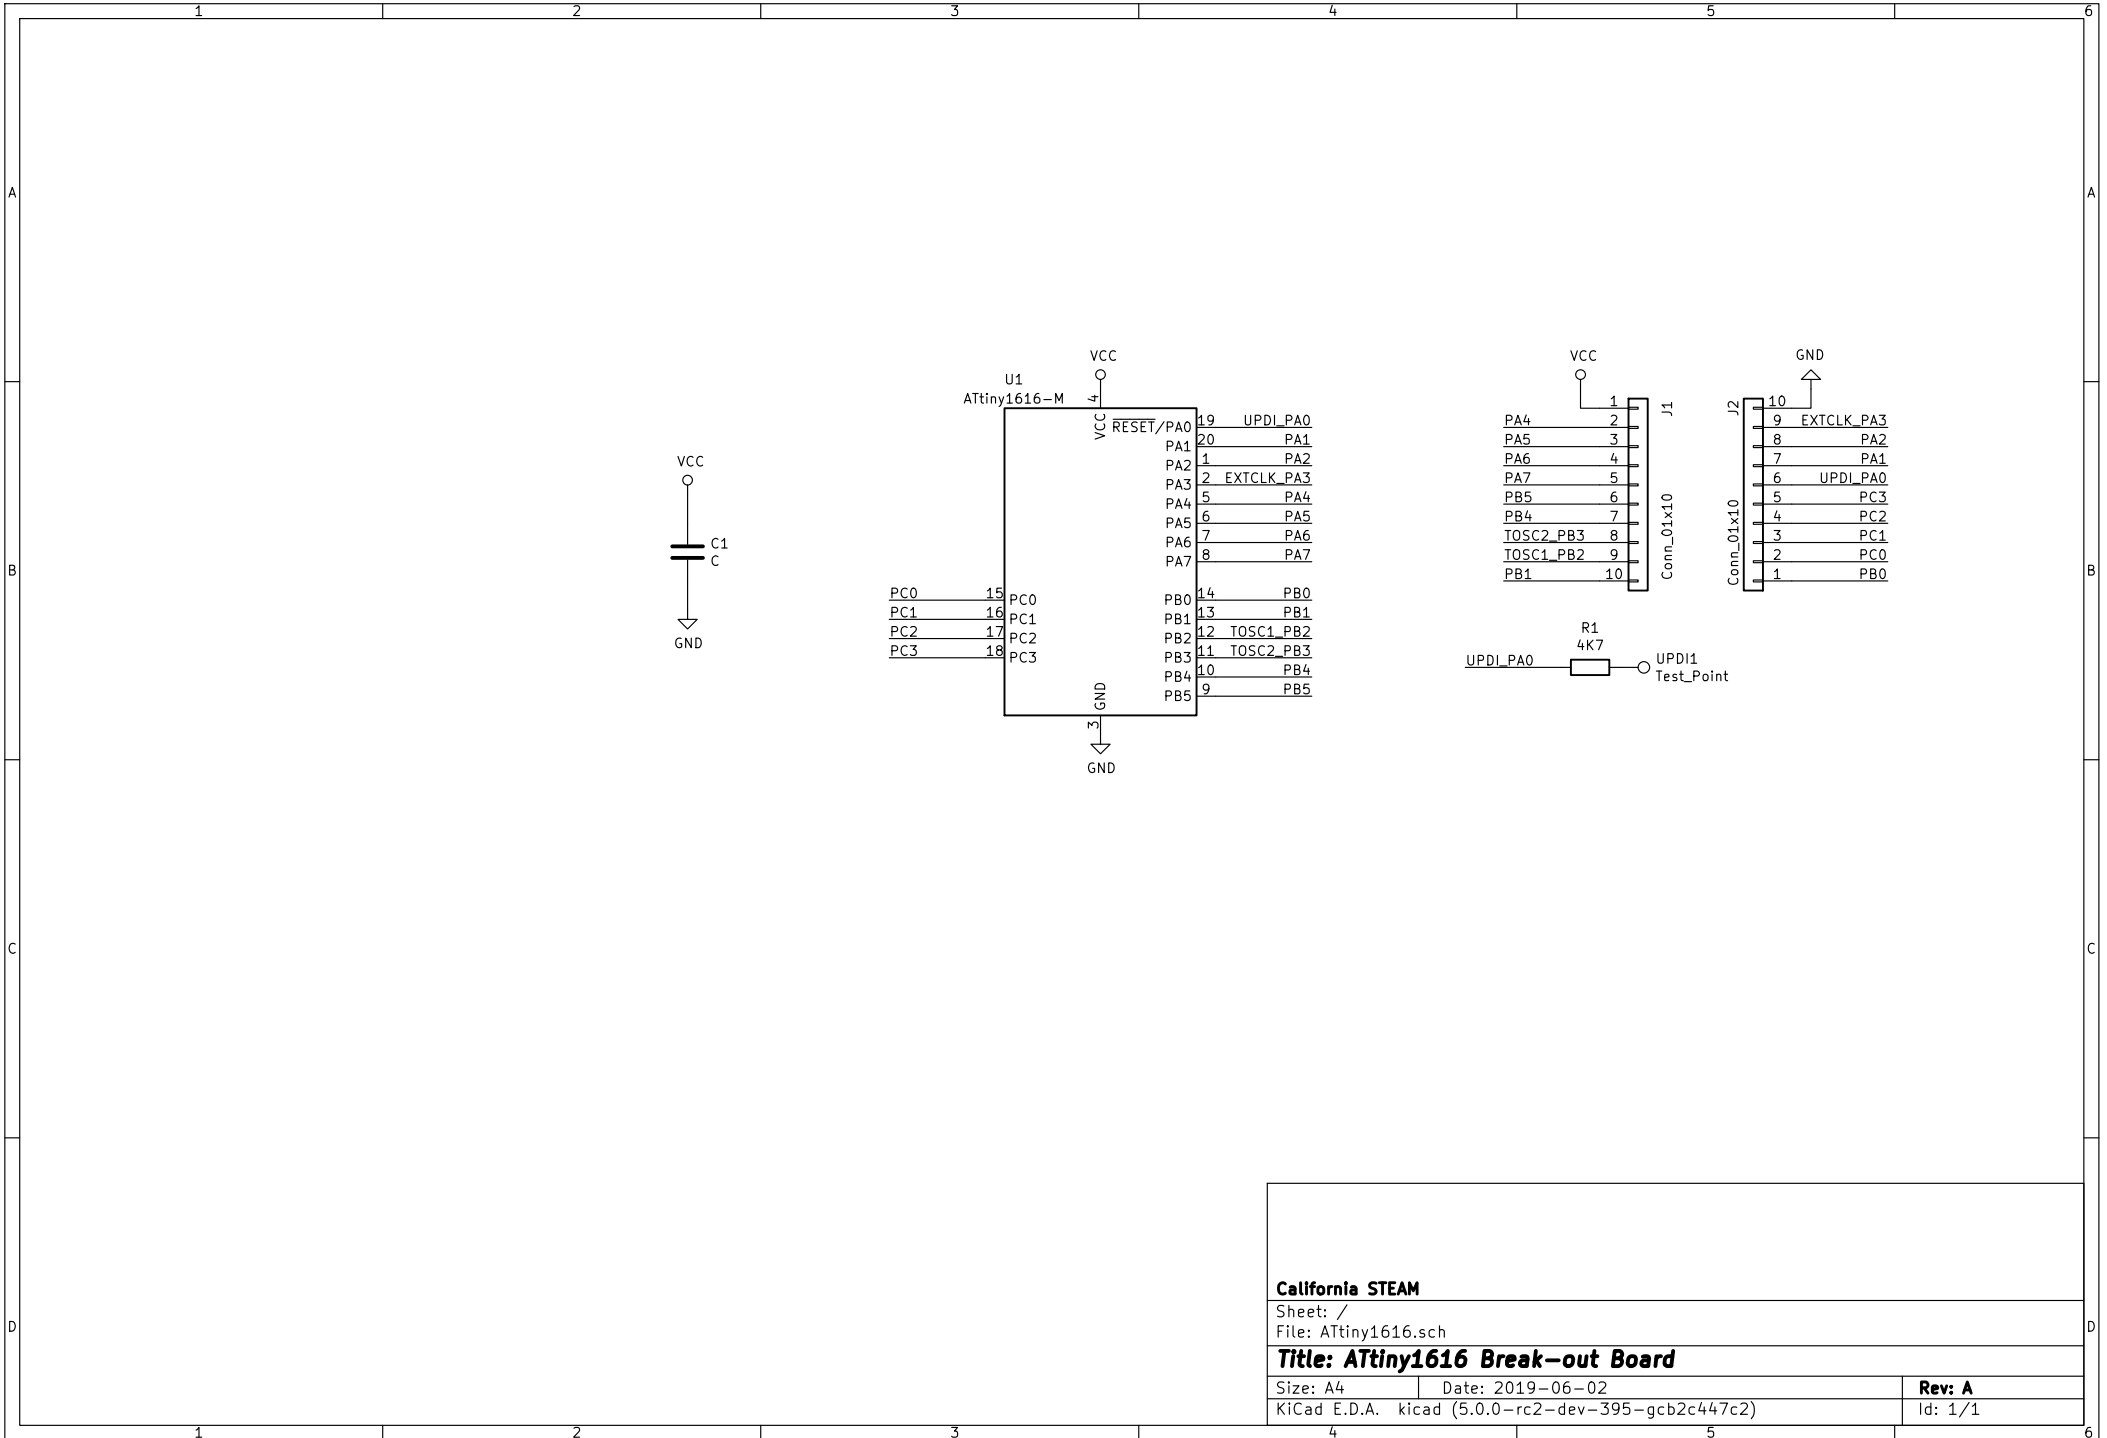 1 2 3 4 5 6
A A
VCC VCC GND
U1
ATtiny1616-M 4
VCC RESET/PA0 19 UPDI_PA0
PA1 20 PA1
PA2 1 PA2
PA3 2 EXTCLK_PA3
PA4 5 PA4
PA5 6 PA5
PA6 7 PA6
PA7 8 PA7
PB0 14 PB0
PB1 13 PB1
PB2 12 TOSC1_PB2
PB3 11 TOSC2_PB3
PB4 10 PB4
PB5 9 PB5
PC0 15 PC0
PC1 16 PC1
PC2 17 PC2
PC3 18 PC3
GND
3
GND
VCC
C1
C
GND
1
PA4 2
PA5 3
PA6 4
PA7 5
PB5 6
PB4 7
TOSC2_PB3 8
TOSC1_PB2 9
PB1 10
J1
Conn_01x10
J2
Conn_01x10
10
9 EXTCLK_PA3
8 PA2
7 PA1
6 UPDI_PA0
5 PC3
4 PC2
3 PC1
2 PC0
1 PB0
R1
4K7
UPDI_PA0
UPDI1
Test_Point
B B
C C
D D
California STEAM
Sheet: /
File: ATtiny1616.sch
Title: ATtiny1616 Break-out Board
Size: A4 Date: 2019-06-02 Rev: A
KiCad E.D.A. kicad (5.0.0-rc2-dev-395-gcb2c447c2) Id: 1/1
1 2 3 4 5 6